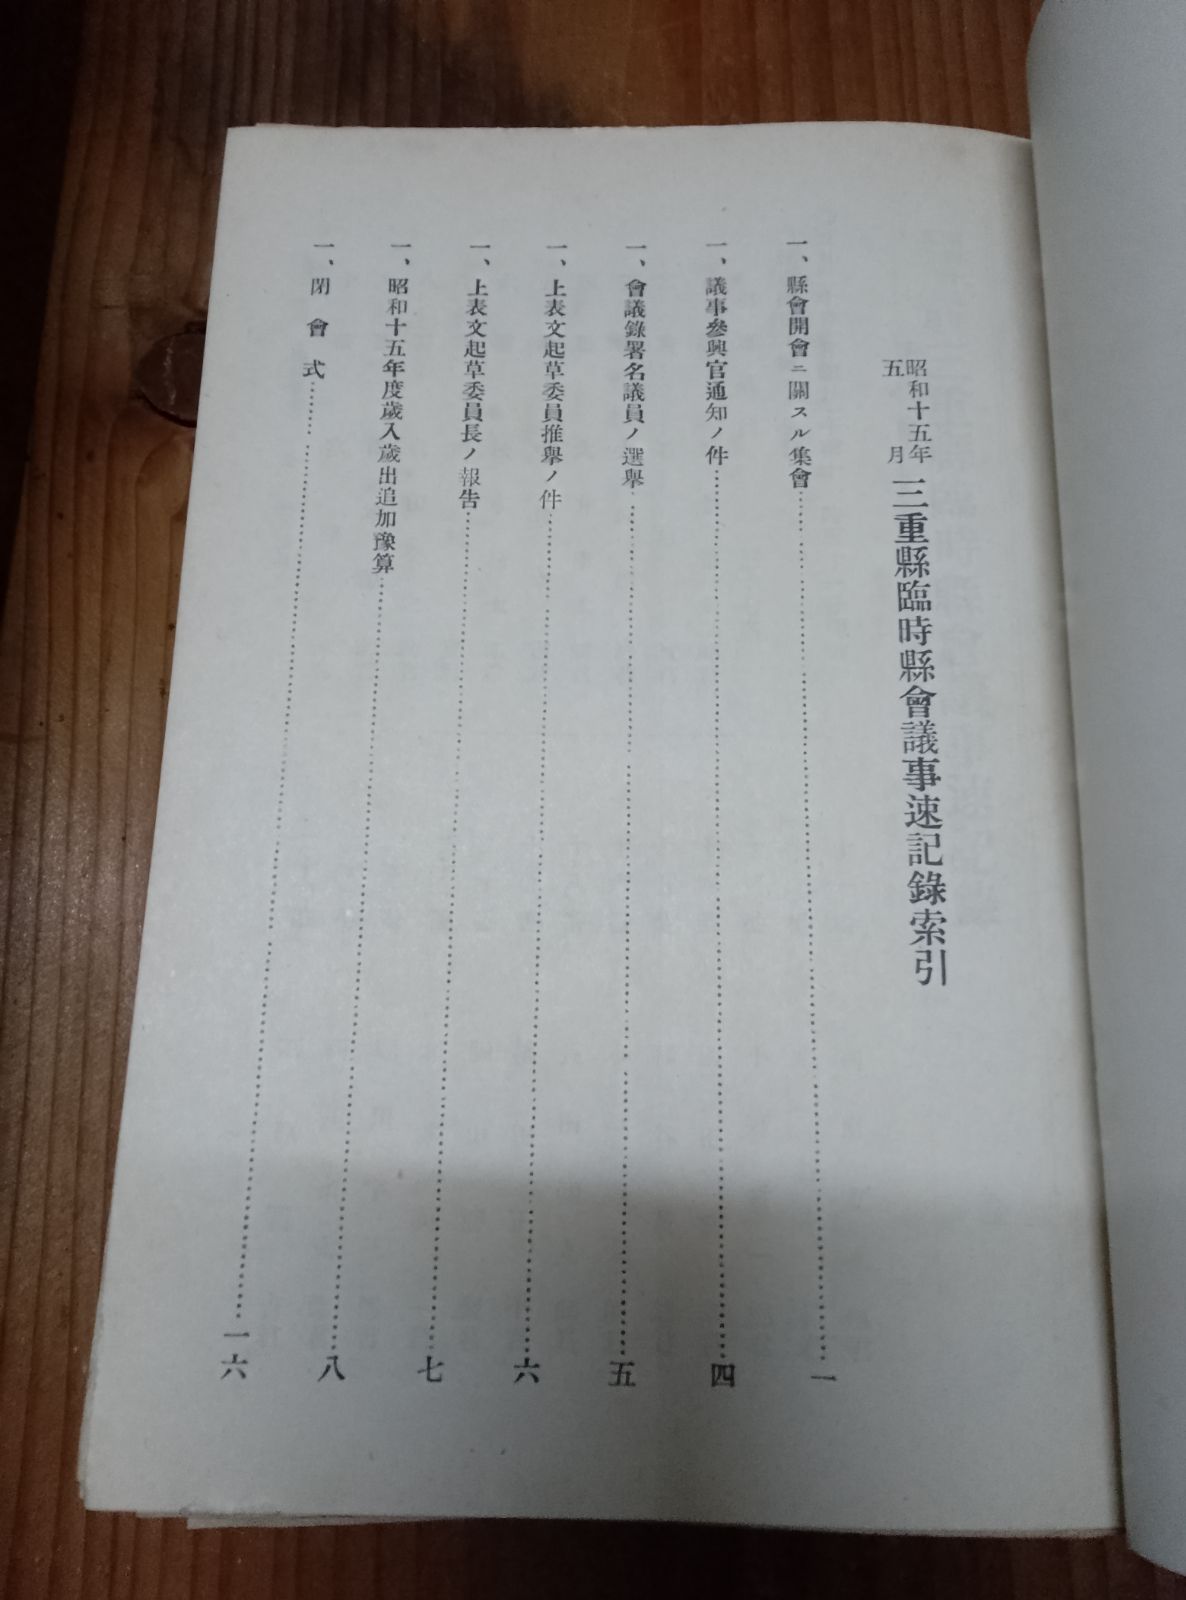 昭和十五年
五月
三重縣臨時縣會議事速記錄索引
一、縣會開會ニ關スル集會……一
一、議事參與官通知ノ件……四
一、會議錄署名議員ノ選舉……五
一、上表文起草委員推舉ノ件……六
一、上表文起草委員長ノ報告……七
一、昭和十五年度歲入歲出追加豫算……八
一、閉會式……一六